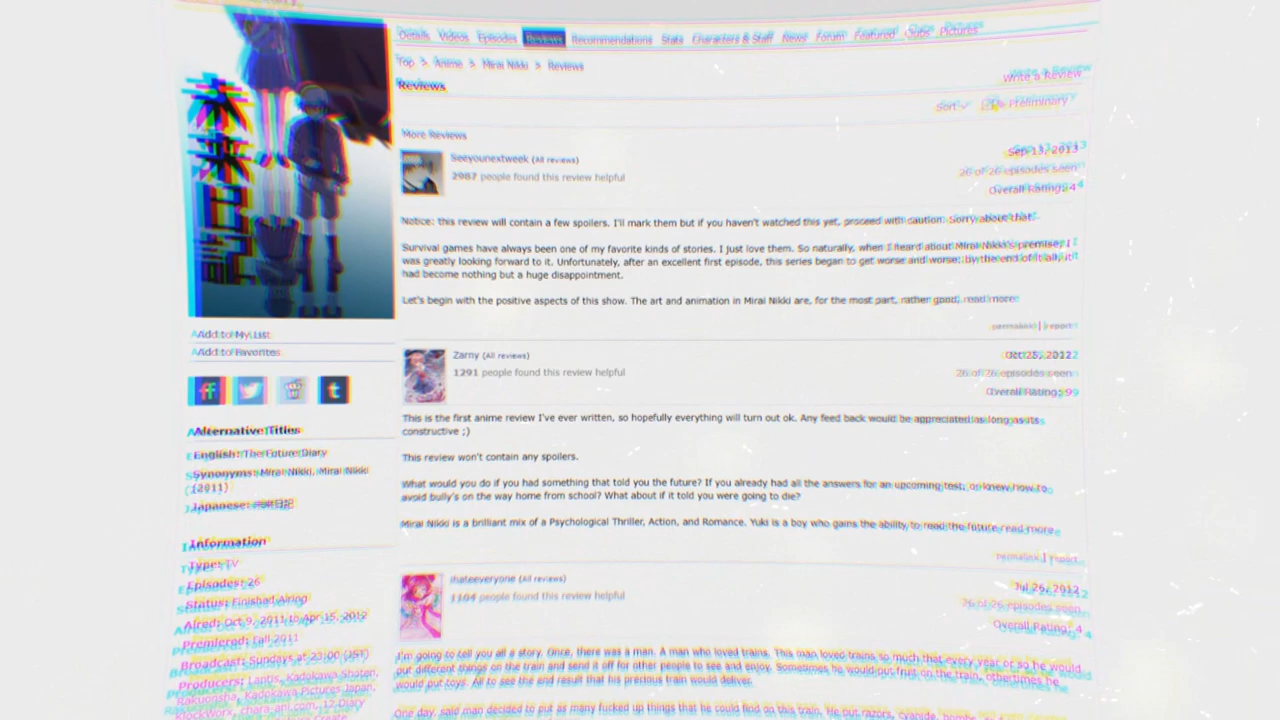 Details Videos Episodes Reviews Recommendations Stats Characters & Staff News Forum Featured Clubs Pictures
Top > Anime > Mirai Nikki > Reviews
Reviews
Write a Review
Sort Preliminary
More Reviews
Seeyounextweek (All reviews)
2987 people found this review helpful
Sep 13, 2013
26 of 26 episodes seen
Overall Rating: 4
Notice: this review will contain a few spoilers. I'll mark them but if you haven't watched this yet, proceed with caution. Sorry about that.
Survival games have always been one of my favorite kinds of stories. I just love them. So naturally, when I heard about Mirai Nikki's premise, I
was greatly looking forward to it. Unfortunately, after an excellent first episode, this series began to get worse and worse: by the end of it all, it
had become nothing but a huge disappointment.
Let's begin with the positive aspects of this show. The art and animation in Mirai Nikki are, for the most part, rather good, read more
permalink | report
Zarny (All reviews)
1291 people found this review helpful
Oct 25, 2012
26 of 26 episodes seen
Overall Rating: 9
This is the first anime review I've ever written, so hopefully everything will turn out ok. Any feed back would be appreciated as long as its
constructive ;)
This review won't contain any spoilers.
What would you do if you had something that told you the future? If you already had all the answers for an upcoming test, or knew how to
avoid bully's on the way home from school? What about if it told you were going to die?
Mirai Nikki is a brilliant mix of a Psychological Thriller, Action, and Romance. Yuki is a boy who gains the ability to read the future read more
permalink | report
ihateeveryone (All reviews)
1104 people found this review helpful
Jul 26, 2012
26 of 26 episodes seen
Overall Rating: 4
I'm going to tell you all a story. Once, there was a man. A man who loved trains. This man loved trains so much that every year or so he would
put different things on the train and send it off for other people to see and enjoy. Sometimes he would put fruit on the train, other times he
would put toys. All to see the end result that his precious train would deliver.
One day, said man decided to put as many fucked up things that he could find on this train. He put razors, cyanide, bombs,
未来日記
Add to My List
Add to Favorites
f
t
Alternative Titles
English: The Future Diary
Synonyms: Mirai Nikki, Mirai Nikki
(2011)
Japanese:
Information
Type: TV
Episodes: 26
Status: Finished Airing
Aired: Oct 9, 2011 to Apr 15, 2012
Premiered: Fall 2011
Broadcast: Sundays at 23:00 (JST)
Producers: Lantis, Kadokawa Shoten,
Rakuonsha, Kadokawa Pictures Japan,
KlockWorx, chara-ani.com, 12 Diary